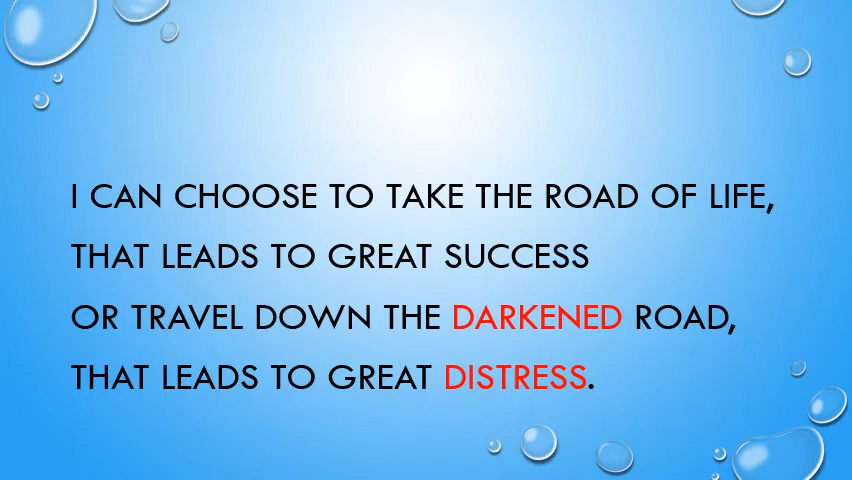 I CAN CHOOSE TO TAKE THE ROAD OF LIFE,
THAT LEADS TO GREAT SUCCESS
OR TRAVEL DOWN THE DARKENED ROAD,
THAT LEADS TO GREAT DISTRESS.